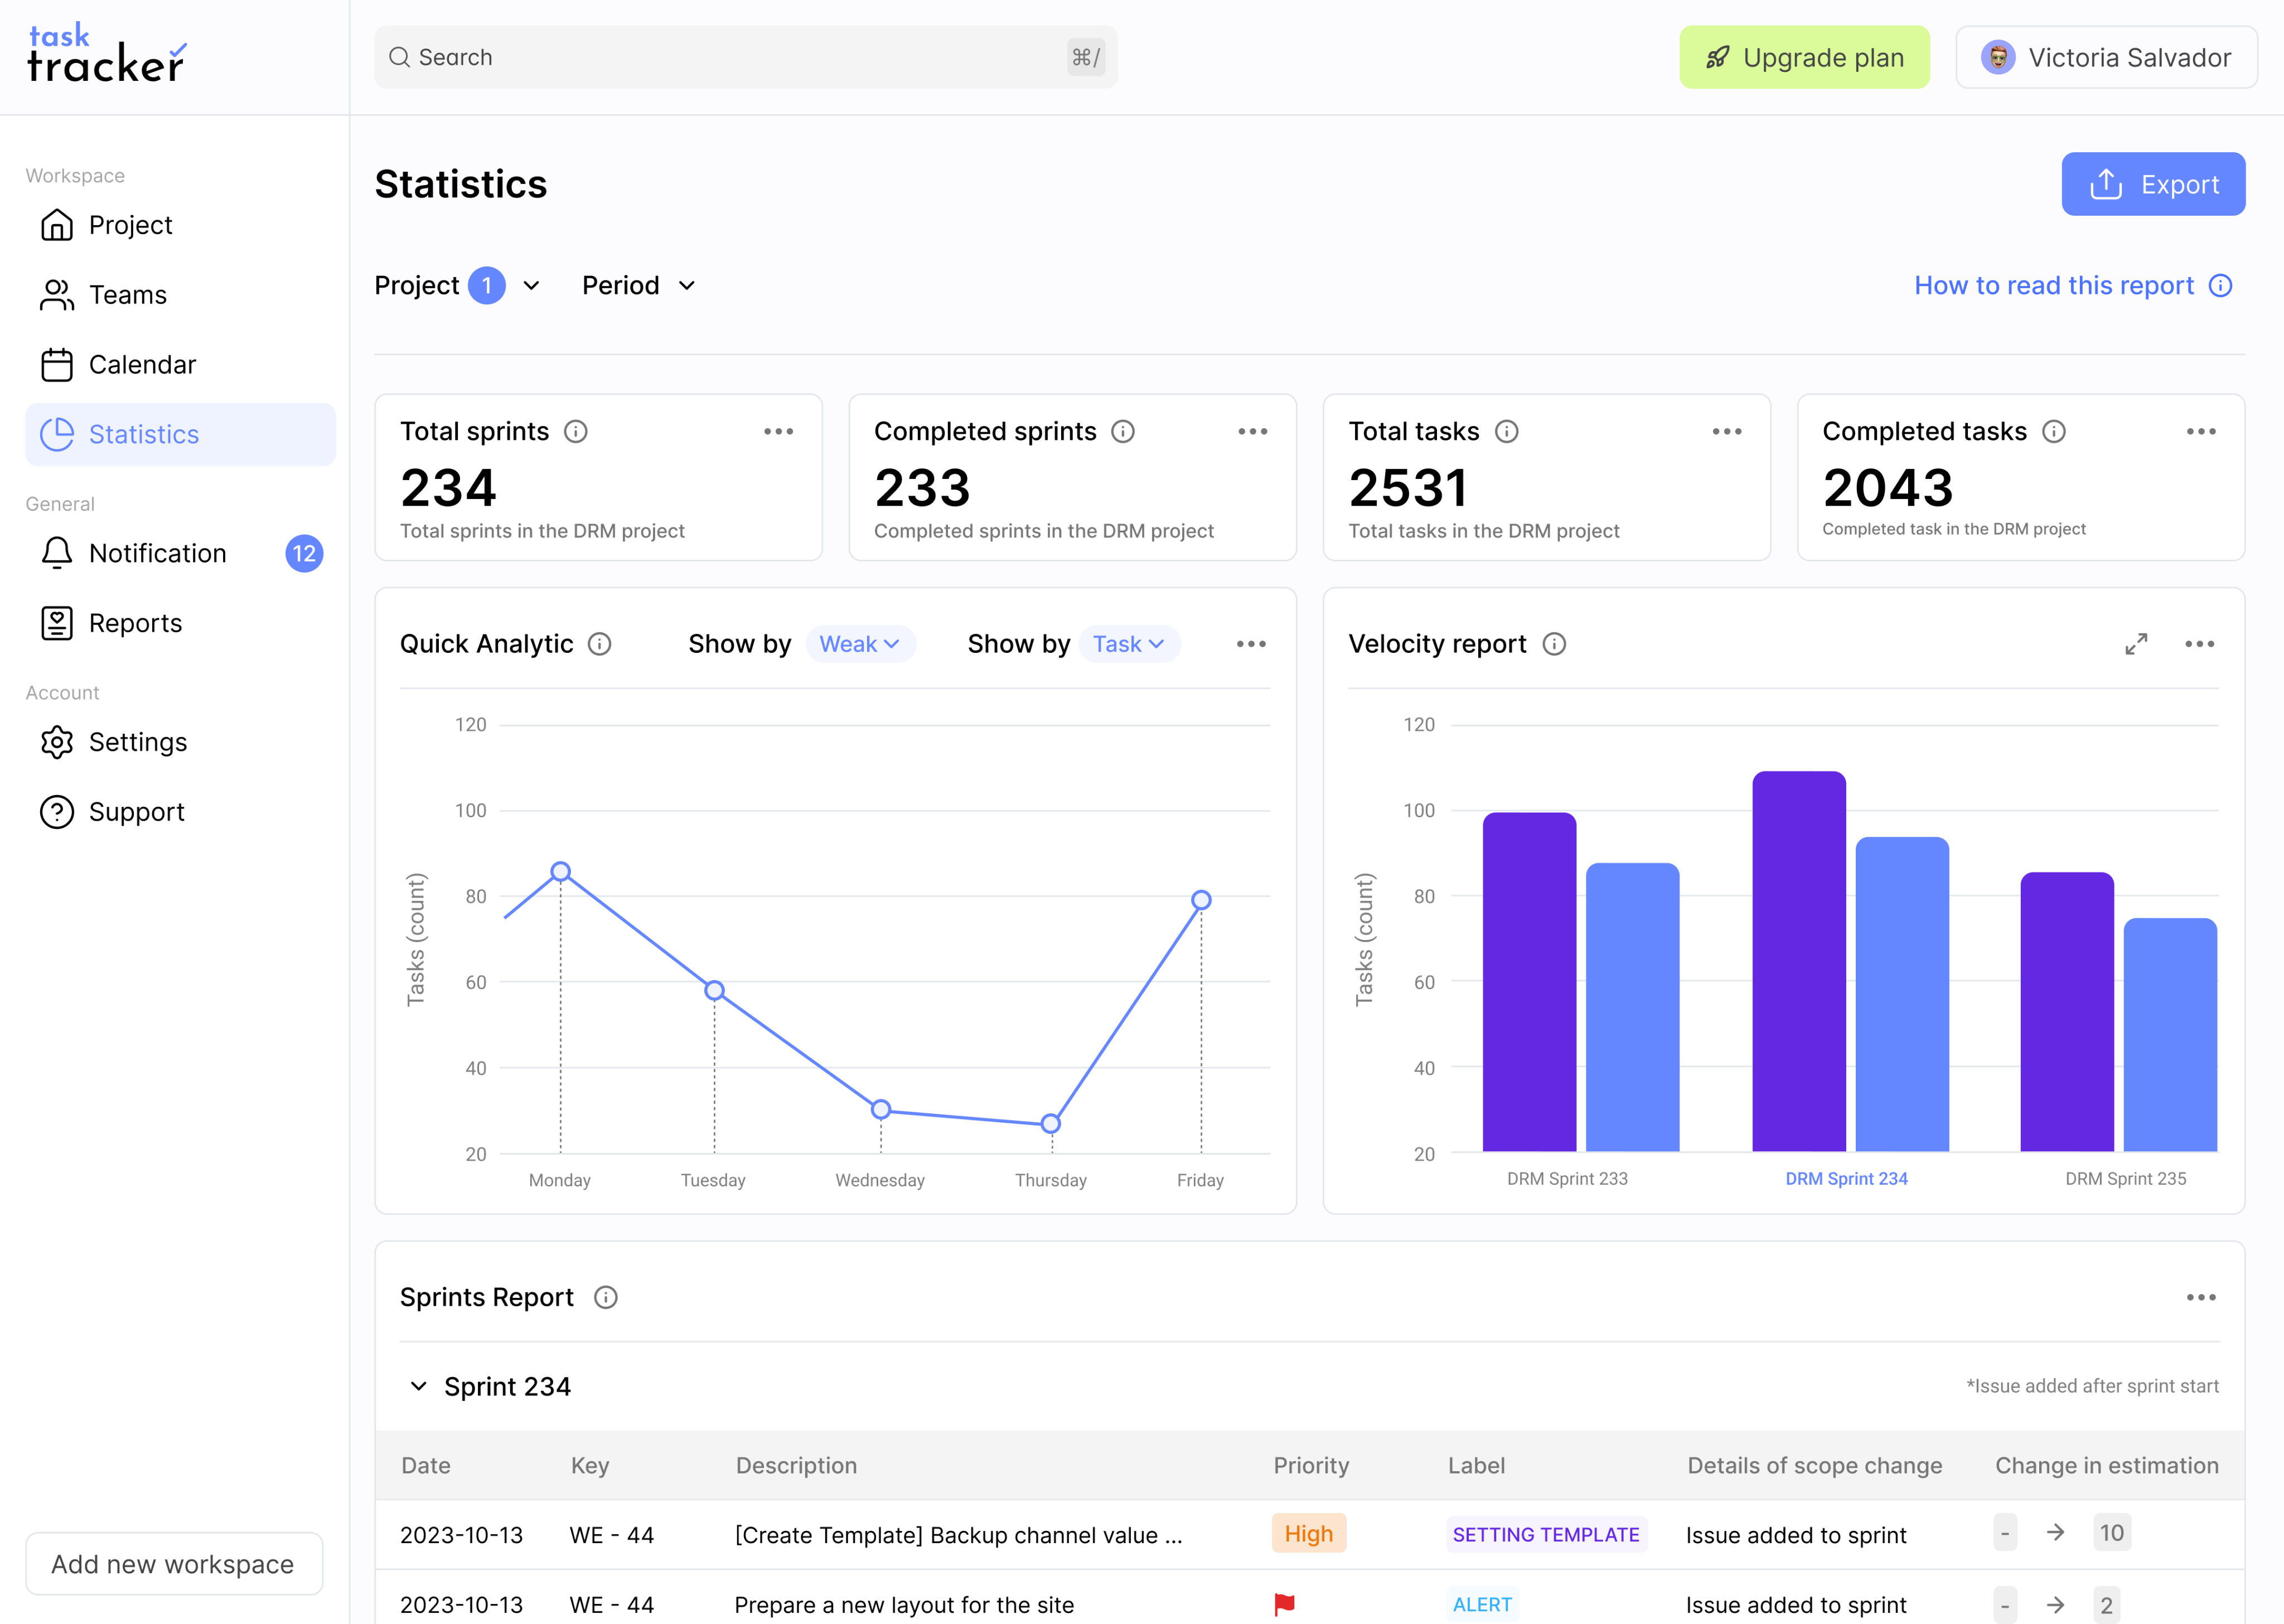 task
tracker
Search
⌘/
Upgrade plan
Victoria Salvador
Workspace
Project
Teams
Calendar
Statistics
General
Notification 12
Reports
Account
Settings
Support
Add new workspace
Statistics
Export
Project 1
Period
How to read this report
Total sprints
234
Total sprints in the DRM project
Completed sprints
233
Completed sprints in the DRM project
Total tasks
2531
Total tasks in the DRM project
Completed tasks
2043
Completed task in the DRM project
Quick Analytic
Show by Weak
Show by Task
Tasks (count)
120
100
80
60
40
20
Monday Tuesday Wednesday Thursday Friday
Velocity report
Tasks (count)
120
100
80
60
40
20
DRM Sprint 233 DRM Sprint 234 DRM Sprint 235
Sprints Report
Sprint 234
*Issue added after sprint start
Date Key Description Priority Label Details of scope change Change in estimation
2023-10-13 WE - 44 [Create Template] Backup channel value ... High SETTING TEMPLATE Issue added to sprint - → 10
2023-10-13 WE - 44 Prepare a new layout for the site ALERT Issue added to sprint - → 2